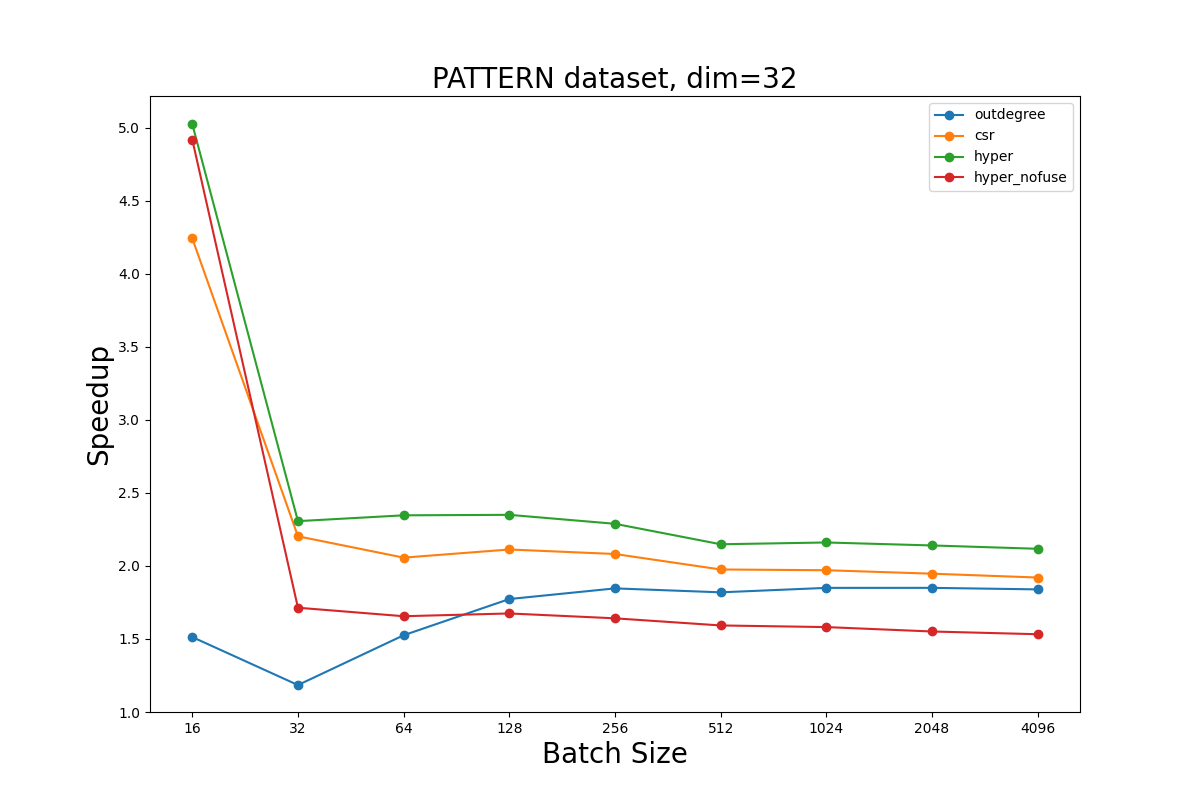 PATTERN dataset, dim=32
outdegree
csr
hyper
hyper_nofuse
Speedup
5.0
4.5
4.0
3.5
3.0
2.5
2.0
1.5
1.0
16 32 64 128 256 512 1024 2048 4096
Batch Size